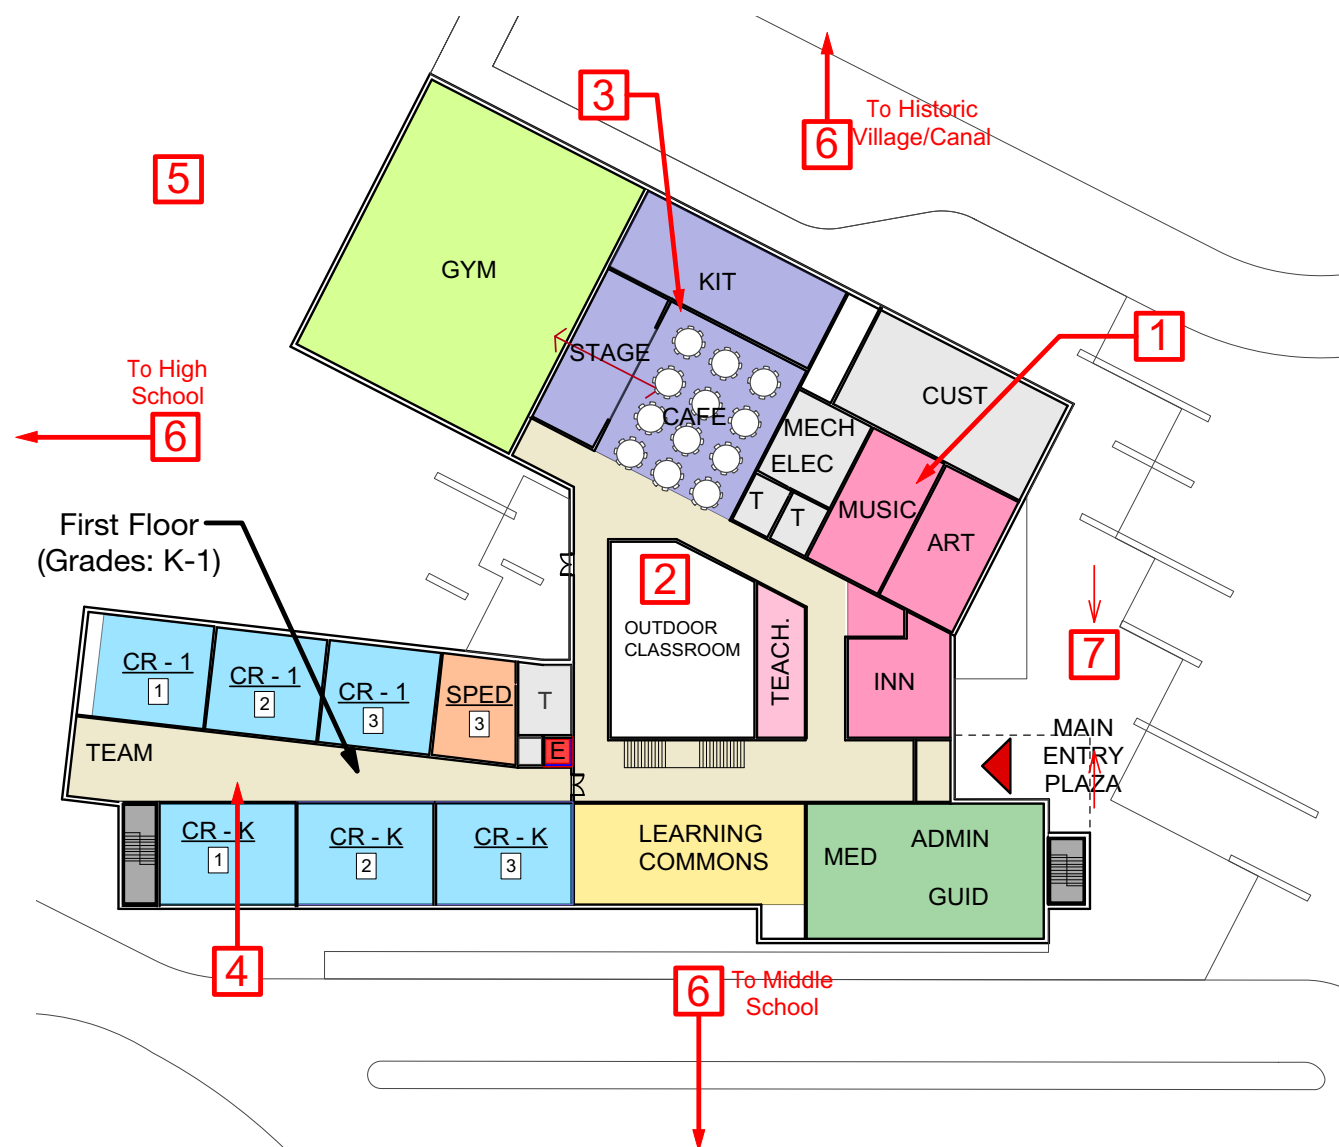 3
To Historic
Village/Canal
6
5
GYM
KIT
1
STAGE
CAFE
CUST
To High
School
6
MECH
ELEC
T
T
MUSIC
ART
First Floor
(Grades: K-1)
2
OUTDOOR
CLASSROOM
TEACH.
INN
7
CR - 1
1
CR - 1
2
CR - 1
3
SPED
3
T
E
TEAM
MAIN
ENTRY
PLAZA
CR - K
1
CR - K
2
CR - K
3
LEARNING
COMMONS
MED
ADMIN
GUID
4
6
To Middle
School